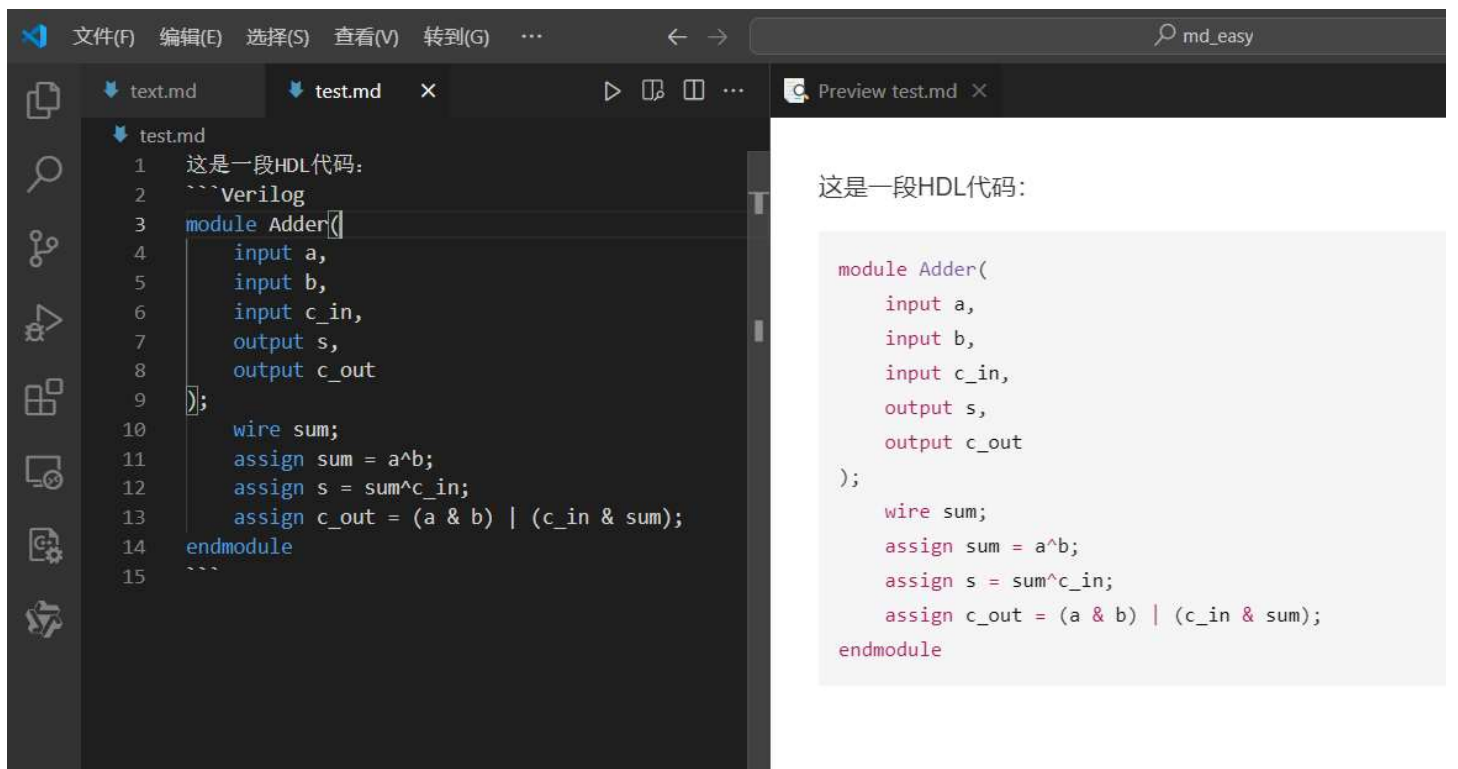 文件(F) 编辑(E) 选择(S) 查看(V) 转到(G) ··· ← → md_easy
text.md test.md × ··· Preview test.md ×
test.md
1 这是一段HDL代码：
2 ```Verilog
3 module Adder(
4     input a,
5     input b,
6     input c_in,
7     output s,
8     output c_out
9 );
10     wire sum;
11     assign sum = a^b;
12     assign s = sum^c_in;
13     assign c_out = (a & b) | (c_in & sum);
14 endmodule
15 ```
这是一段HDL代码：
module Adder(
    input a,
    input b,
    input c_in,
    output s,
    output c_out
);
    wire sum;
    assign sum = a^b;
    assign s = sum^c_in;
    assign c_out = (a & b) | (c_in & sum);
endmodule